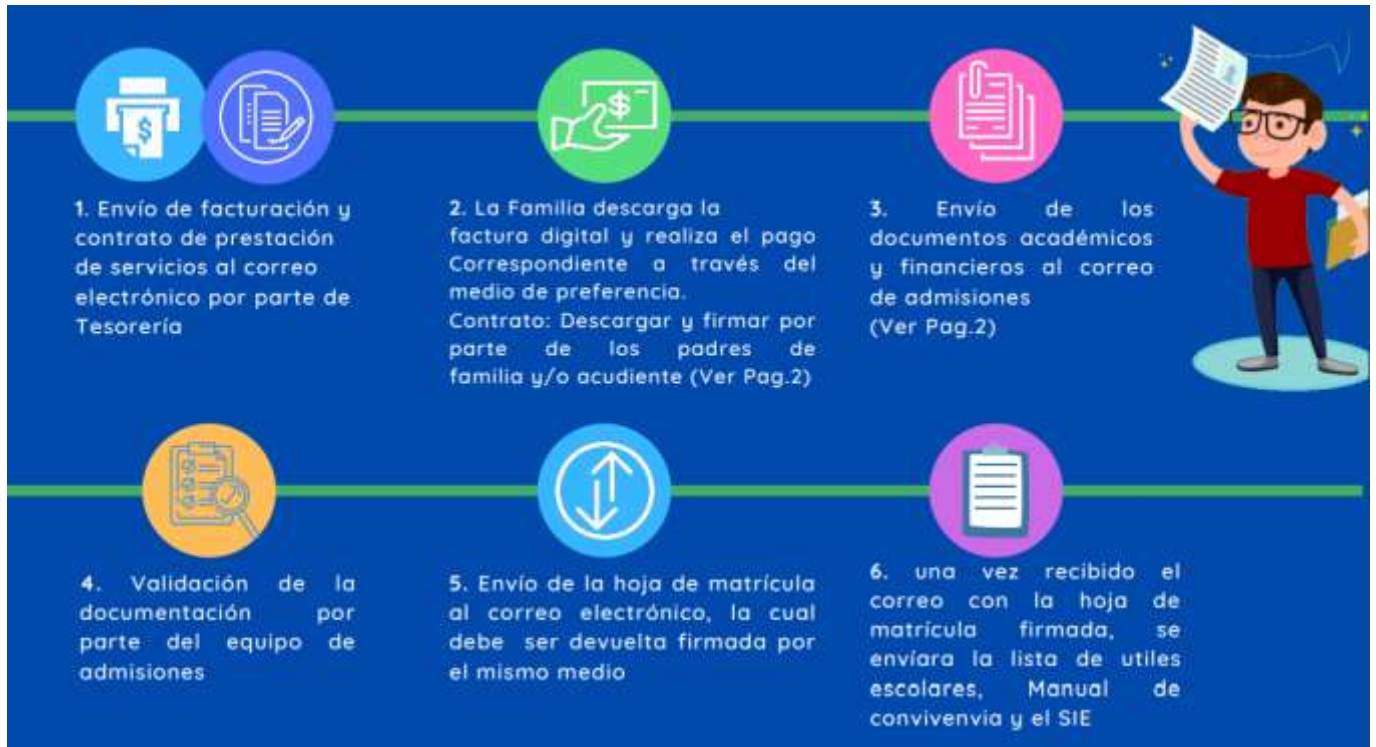 1. Envío de facturación y
contrato de prestación
de servicios al correo
electrónico por parte de
Tesorería
2. La Familia descarga la
factura digital y realiza el pago
Correspondiente a través del
medio de preferencia.
Contrato: Descargar y firmar por
parte de los padres de
familia y/o acudiente (Ver Pag.2)
3. Envío de los
documentos académicos
y financieros al correo
de admisiones
(Ver Pag.2)
4. Validación de la
documentación por
parte del equipo de
admisiones
5. Envío de la hoja de matrícula
al correo electrónico, la cual
debe ser devuelta firmada por
el mismo medio
6. una vez recibido el
correo con la hoja de
matrícula firmada, se
envíara la lista de utiles
escolares, Manual de
convivenvia y el SIE